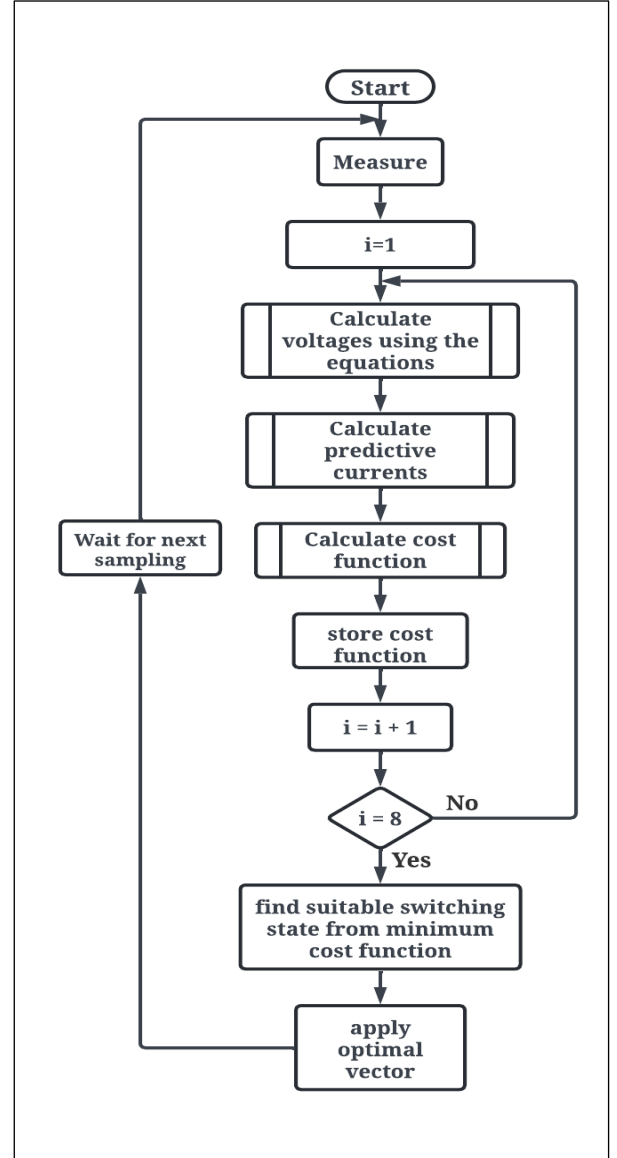 Start
Measure
i=1
Calculate
voltages using the
equations
Calculate
predictive
currents
Calculate cost
function
Wait for next
sampling
store cost
function
i = i + 1
i = 8
No
Yes
find suitable switching
state from minimum
cost function
apply
optimal
vector